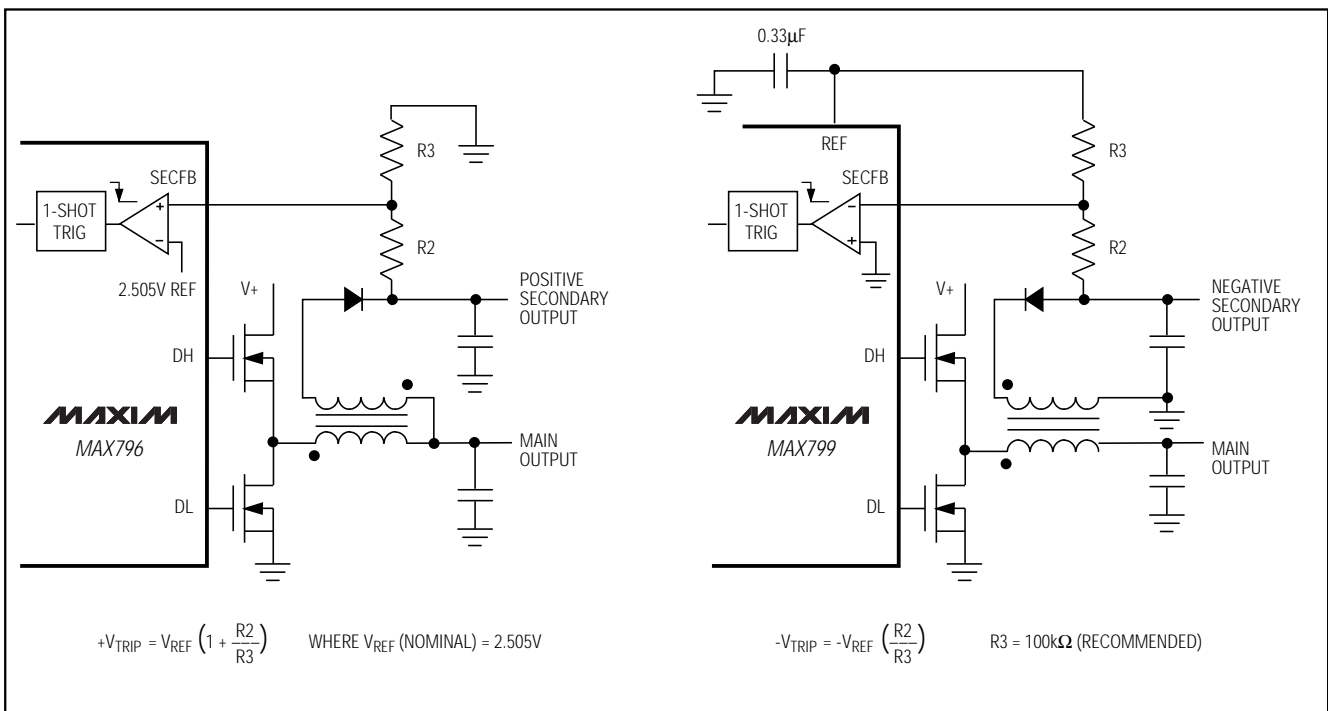 0.33μF
R3
SECFB
1-SHOT
TRIG
+
−
R2
2.505V REF
V+
POSITIVE
SECONDARY
OUTPUT
DH
MAXIM
MAX796
MAIN
OUTPUT
DL
+VTRIP = VREF (1 + R2/R3) WHERE VREF (NOMINAL) = 2.505V
REF
R3
SECFB
1-SHOT
TRIG
−
+
R2
V+
NEGATIVE
SECONDARY
OUTPUT
DH
MAXIM
MAX799
MAIN
OUTPUT
DL
-VTRIP = -VREF (R2/R3) R3 = 100kΩ (RECOMMENDED)